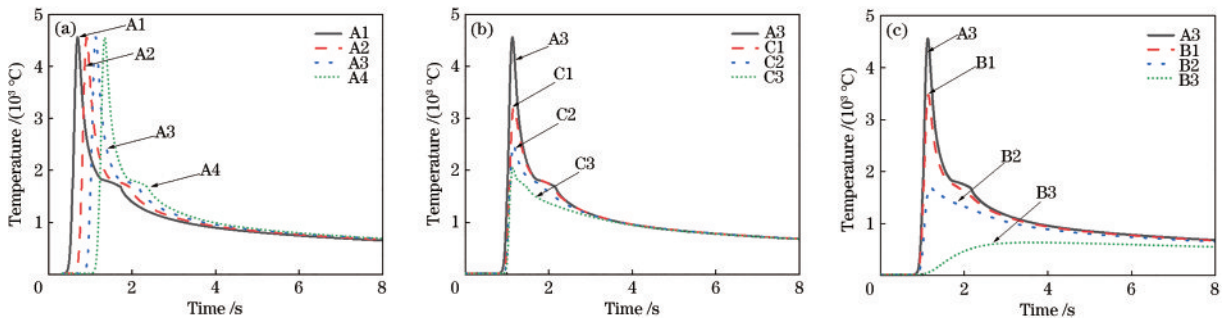 (a)
A1
A2
A3
A4
A1
A2
A3
A4
5
4
3
2
1
0
2
4
6
8
Temperature /(10³ ℃)
Time /s
(b)
A3
C1
C2
C3
A3
C1
C2
C3
5
4
3
2
1
0
2
4
6
8
Temperature /(10³ ℃)
Time /s
(c)
A3
B1
B2
B3
A3
B1
B2
B3
5
4
3
2
1
0
2
4
6
8
Temperature /(10³ ℃)
Time /s